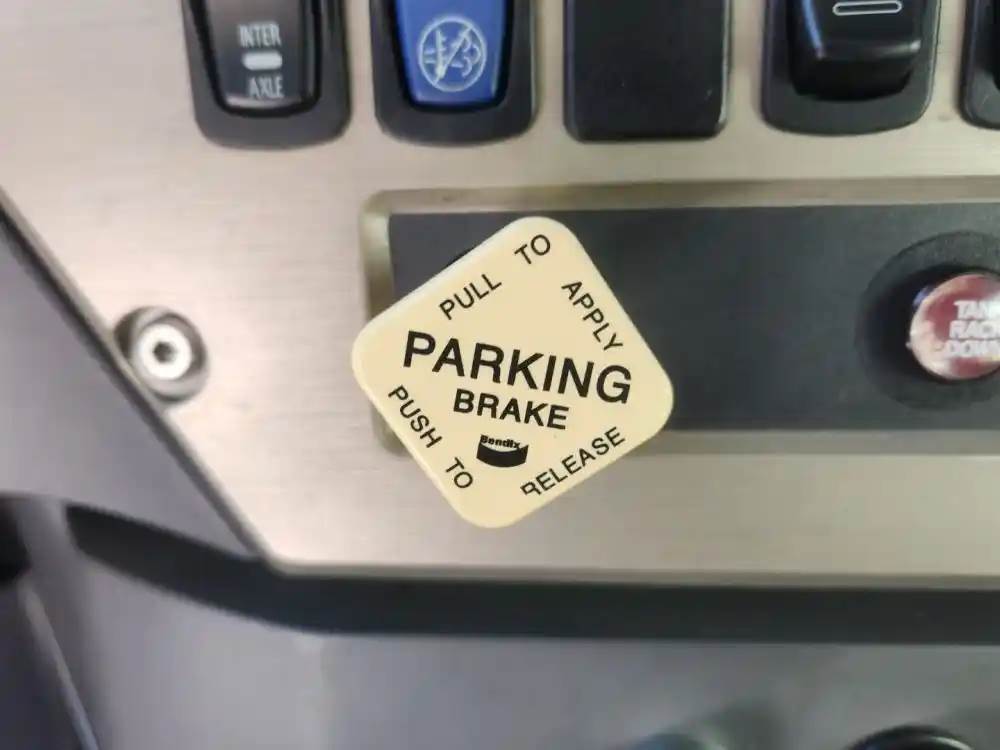 INTER
AXLE
PULL TO
APPLY
PARKING
BRAKE
Bendix
PUSH TO
RELEASE
TANK
RACK
DOWN